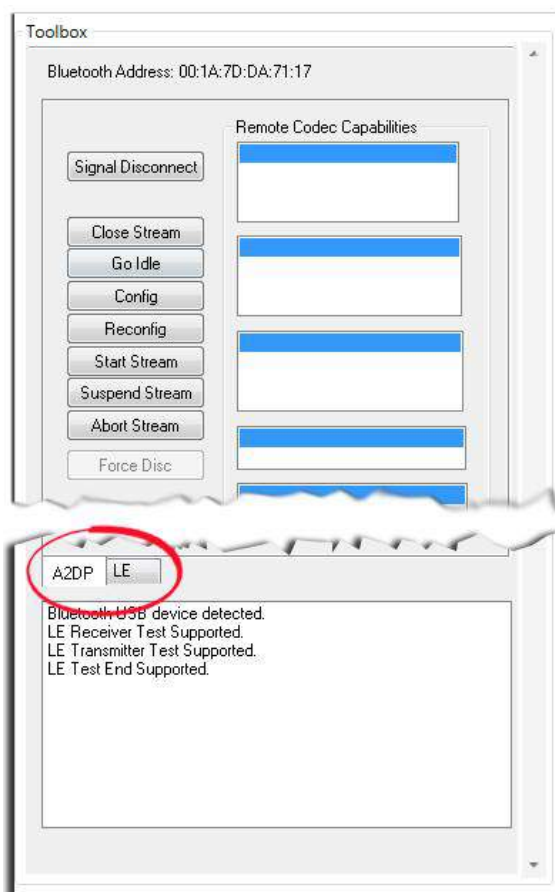 Toolbox
Bluetooth Address: 00:1A:7D:DA:71:17
Remote Codec Capabilities
Signal Disconnect
Close Stream
Go Idle
Config
Reconfig
Start Stream
Suspend Stream
Abort Stream
Force Disc
A2DP LE
Bluetooth USB device detected.
LE Receiver Test Supported.
LE Transmitter Test Supported.
LE Test End Supported.